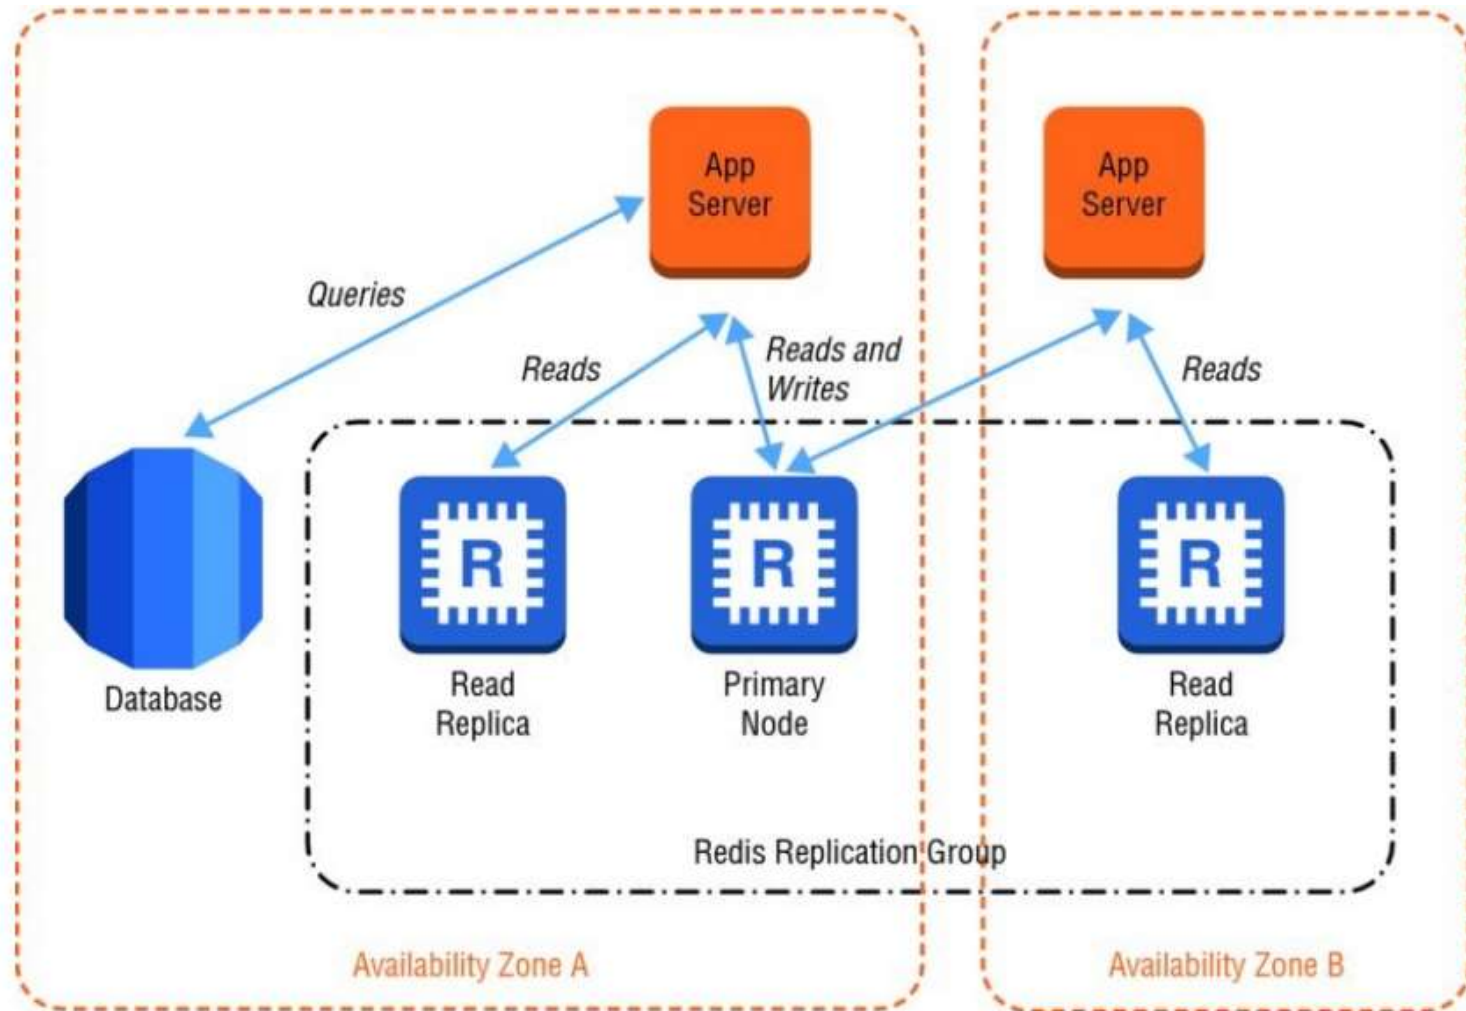 App
Server
App
Server
Queries
Reads
Reads and
Writes
Reads
R
R
R
Database
Read
Replica
Primary
Node
Read
Replica
Redis Replication Group
Availability Zone A
Availability Zone B